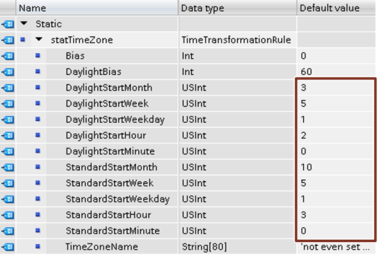 Name Data type Default value
Static
statTimeZone TimeTransformationRule
Bias Int 0
DaylightBias Int 60
DaylightStartMonth USInt 3
DaylightStartWeek USInt 5
DaylightStartWeekday USInt 1
DaylightStartHour USInt 2
DaylightStartMinute USInt 0
StandardStartMonth USInt 10
StandardStartWeek USInt 5
StandardStartWeekday USInt 1
StandardStartHour USInt 3
StandardStartMinute USInt 0
TimeZoneName String[80] 'not even set ...